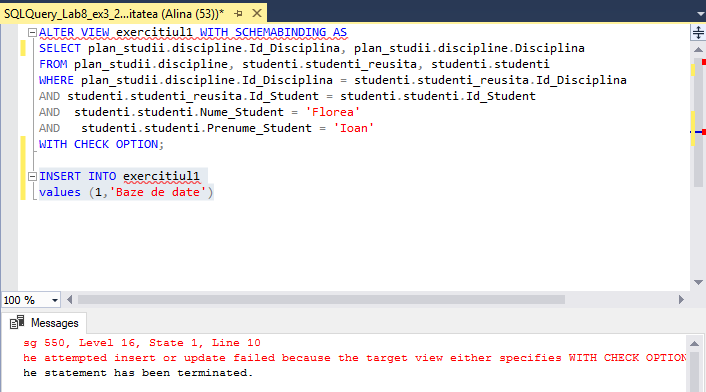 SQLQuery_Lab8_ex3_2...itatea (Alina (53))*
ALTER VIEW exercitiul1 WITH SCHEMABINDING AS
SELECT plan_studii.discipline.Id_Disciplina, plan_studii.discipline.Disciplina
FROM plan_studii.discipline, studenti.studenti_reusita, studenti.studenti
WHERE plan_studii.discipline.Id_Disciplina = studenti.studenti_reusita.Id_Disciplina
AND studenti.studenti_reusita.Id_Student = studenti.studenti.Id_Student
AND  studenti.studenti.Nume_Student = 'Florea'
AND   studenti.studenti.Prenume_Student = 'Ioan'
WITH CHECK OPTION;
INSERT INTO exercitiul1
values (1,'Baze de date')
100 %
Messages
sg 550, Level 16, State 1, Line 10
he attempted insert or update failed because the target view either specifies WITH CHECK OPTION
he statement has been terminated.